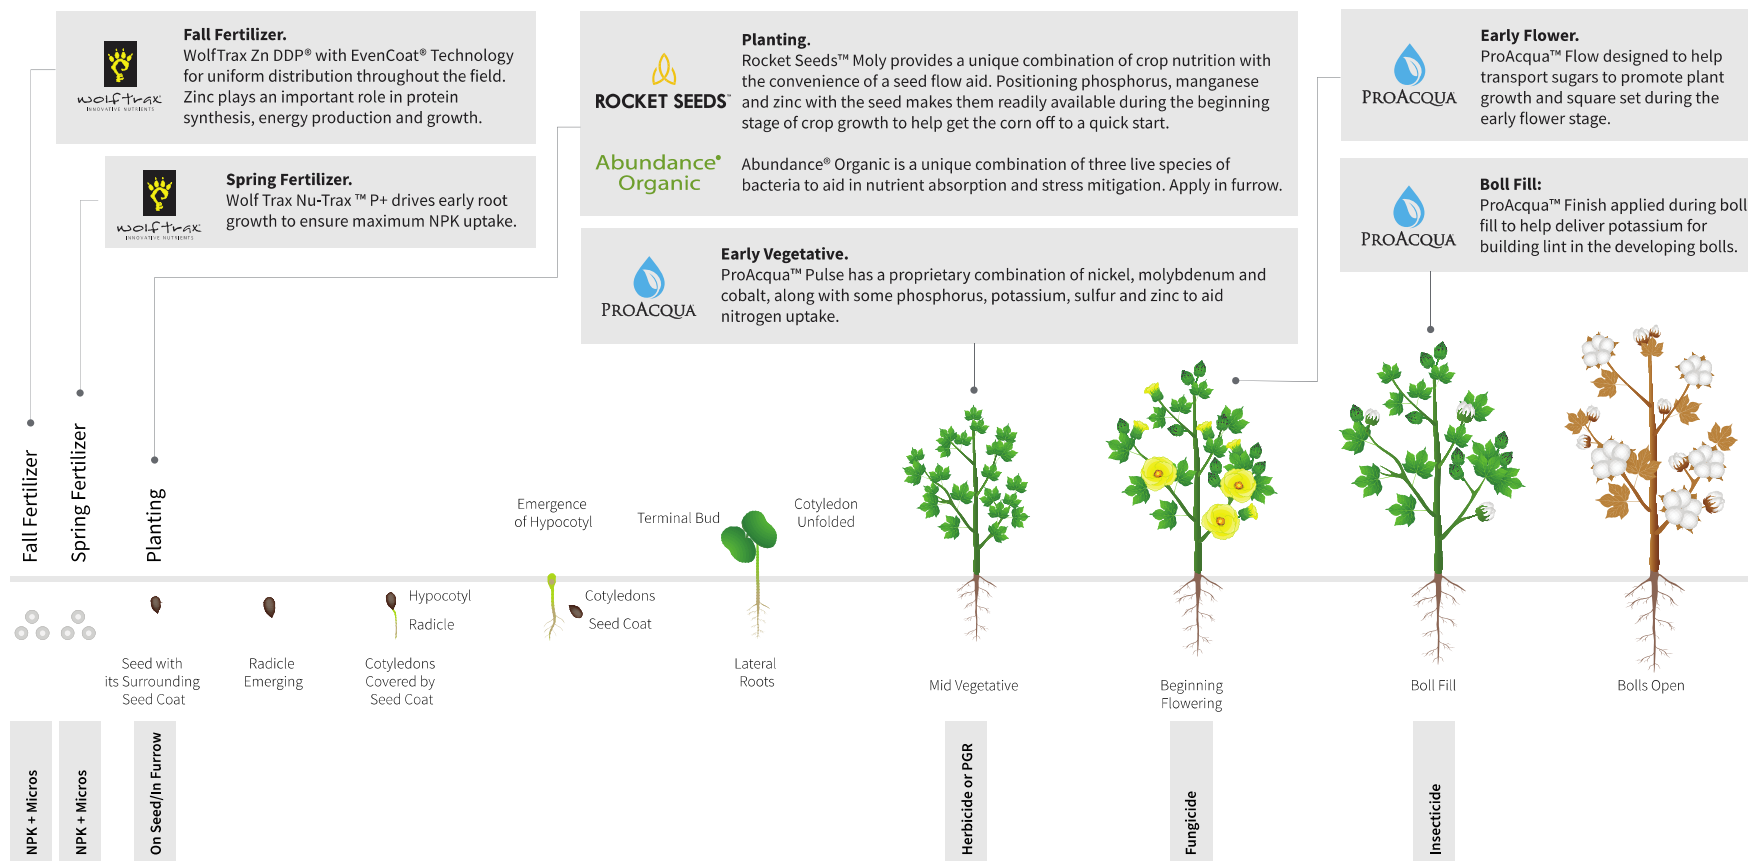 Fall Fertilizer.
WolfTrax Zn DDP® with EvenCoat® Technology
for uniform distribution throughout the field.
Zinc plays an important role in protein
synthesis, energy production and growth.
wolf trax®
INNOVATIVE NUTRIENTS
Spring Fertilizer.
Wolf Trax Nu-Trax ™ P+ drives early root
growth to ensure maximum NPK uptake.
wolf trax®
INNOVATIVE NUTRIENTS
Planting.
Rocket Seeds™ Moly provides a unique combination of crop nutrition with
the convenience of a seed flow aid. Positioning phosphorus, manganese
and zinc with the seed makes them readily available during the beginning
stage of crop growth to help get the corn off to a quick start.
ROCKET SEEDS™
Abundance®
Organic
Abundance® Organic is a unique combination of three live species of
bacteria to aid in nutrient absorption and stress mitigation. Apply in furrow.
Early Vegetative.
ProAcqua™ Pulse has a proprietary combination of nickel, molybdenum and
cobalt, along with some phosphorus, potassium, sulfur and zinc to aid
nitrogen uptake.
PROACQUA
Early Flower.
ProAcqua™ Flow designed to help
transport sugars to promote plant
growth and square set during the
early flower stage.
PROACQUA
Boll Fill:
ProAcqua™ Finish applied during boll
fill to help deliver potassium for
building lint in the developing bolls.
PROACQUA
Fall Fertilizer
Spring Fertilizer
Planting
Emergence
of Hypocotyl
Terminal Bud
Cotyledon
Unfolded
Hypocotyl
Radicle
Cotyledons
Seed Coat
Seed with
its Surrounding
Seed Coat
Radicle
Emerging
Cotyledons
Covered by
Seed Coat
Lateral
Roots
Mid Vegetative
Beginning
Flowering
Boll Fill
Bolls Open
NPK + Micros
NPK + Micros
On Seed/In Furrow
Herbicide or PGR
Fungicide
Insecticide